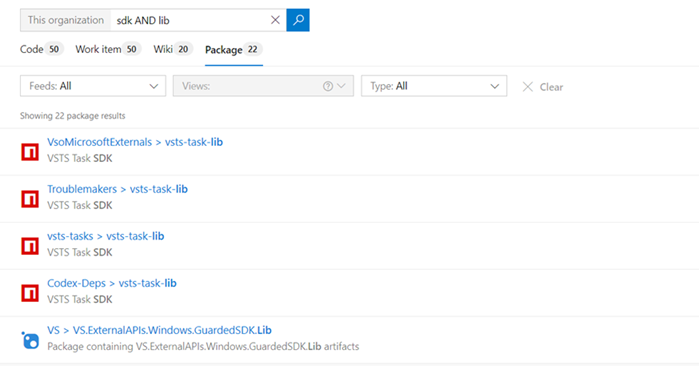 This organization sdk AND lib
Code 50 Work item 50 Wiki 20 Package 22
Feeds: All Views: Type: All Clear
Showing 22 package results
VsoMicrosoftExternals > vsts-task-lib
VSTS Task SDK
Troublemakers > vsts-task-lib
VSTS Task SDK
vsts-tasks > vsts-task-lib
VSTS Task SDK
Codex-Deps > vsts-task-lib
VSTS Task SDK
VS > VS.ExternalAPIs.Windows.GuardedSDK.Lib
Package containing VS.ExternalAPIs.Windows.GuardedSDK.Lib artifacts